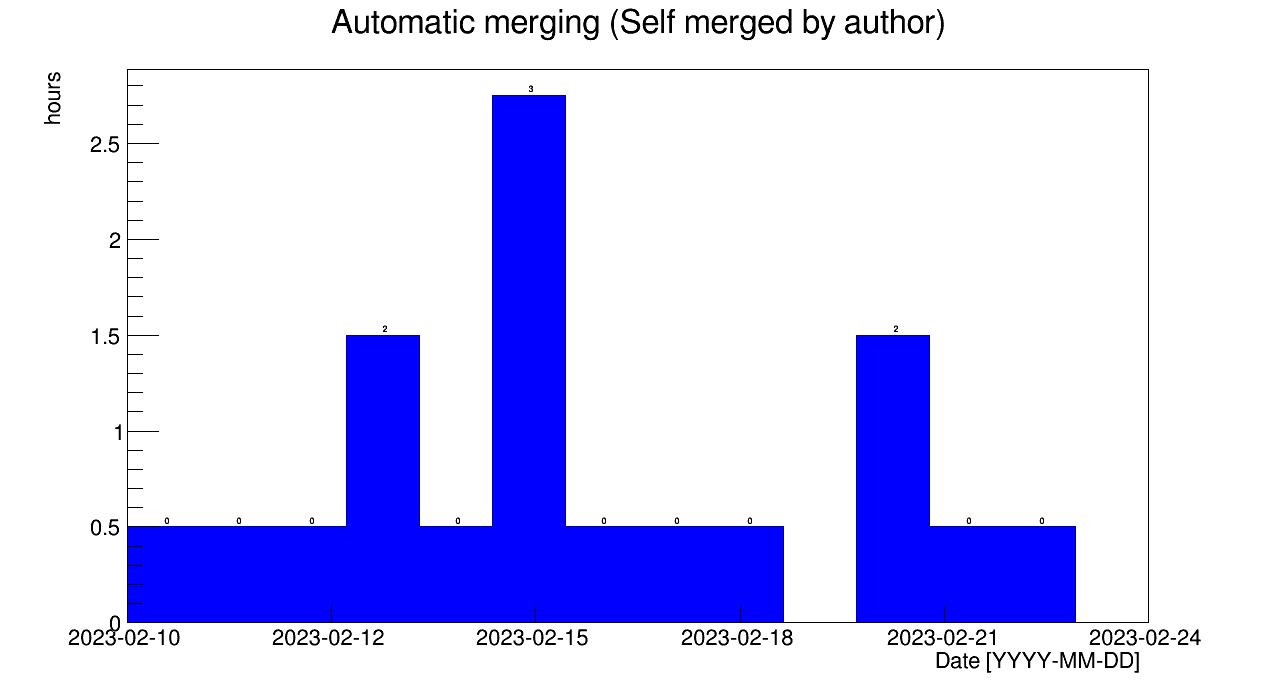 Automatic merging (Self merged by author)
hours
3
2.5
2
2 2
1.5
1
0 0 0 0 0 0 0 0 0
0.5
0
2023-02-10 2023-02-12 2023-02-15 2023-02-18 2023-02-21 2023-02-24
Date [YYYY-MM-DD]